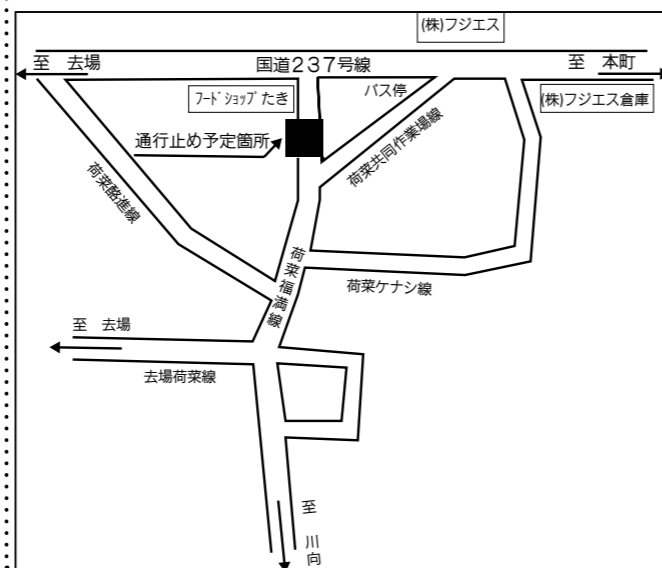 (株)フジエス
至 去場
国道237号線
至 本町
フードショップたき
バス停
(株)フジエス倉庫
通行止め予定箇所
荷菜共同作業場線
荷菜酪進線
荷菜福満線
荷菜ケナシ線
至 去場
去場荷菜線
至 川向